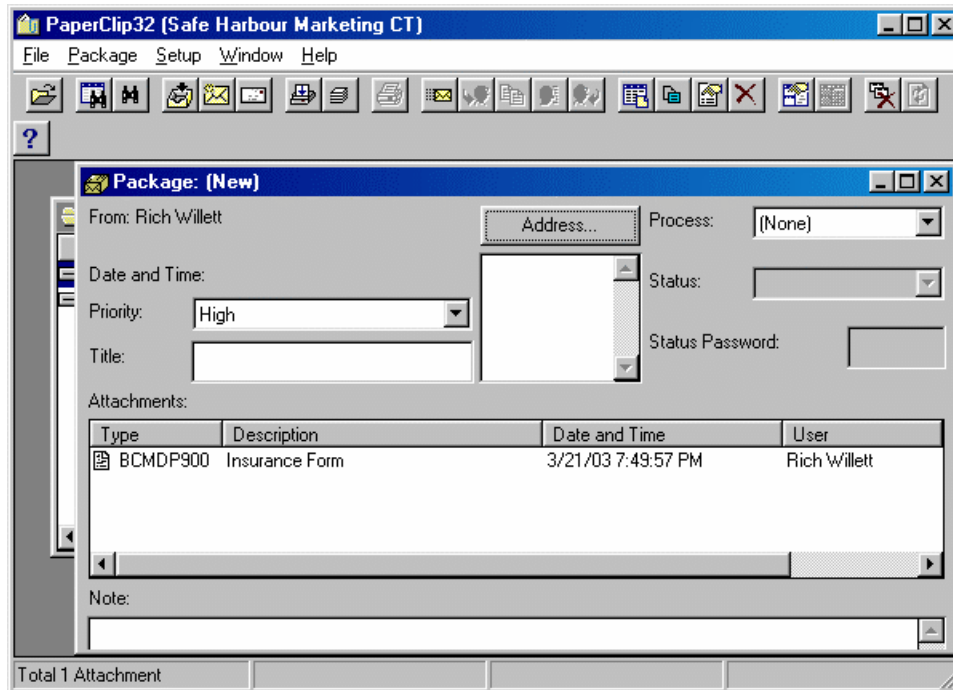 PaperClip32 (Safe Harbour Marketing CT)
File Package Setup Window Help
?
Package: (New)
From: Rich Willett
Address...
Process: (None)
Date and Time:
Status:
Priority: High
Status Password:
Title:
Attachments:
Type Description Date and Time User
BCMDP900 Insurance Form 3/21/03 7:49:57 PM Rich Willett
Note:
Total 1 Attachment